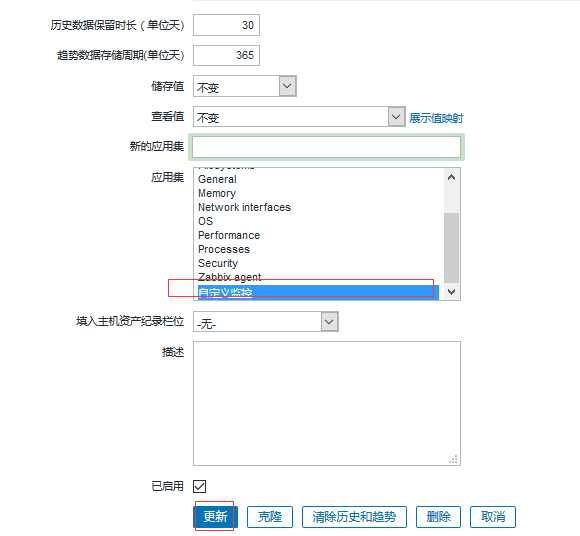 历史数据保留时长（单位天) 30
趋势数据存储周期(单位天) 365
储存值 不变
查看值 不变 展示值映射
新的应用集
应用集
Filesystems
General
Memory
Network interfaces
OS
Performance
Processes
Security
Zabbix agent
自定义监控
填入主机资产纪录栏位 -无-
描述
已启用
更新 克隆 清除历史和趋势 删除 取消